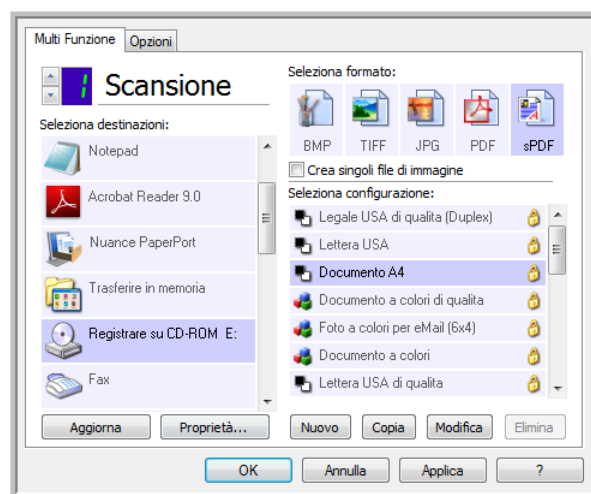 Multi Funzione Opzioni
1 Scansione
Seleziona destinazioni:
Notepad
Acrobat Reader 9.0
Nuance PaperPort
Trasferire in memoria
Registrare su CD-ROM E:
Fax
Aggiorna Proprietà...
Seleziona formato:
BMP TIFF JPG PDF sPDF
Crea singoli file di immagine
Seleziona configurazione:
Legale USA di qualita (Duplex)
Lettera USA
Documento A4
Documento a colori di qualita
Foto a colori per eMail (6x4)
Documento a colori
Lettera USA di qualita
Nuovo Copia Modifica Elimina
OK Annulla Applica ?